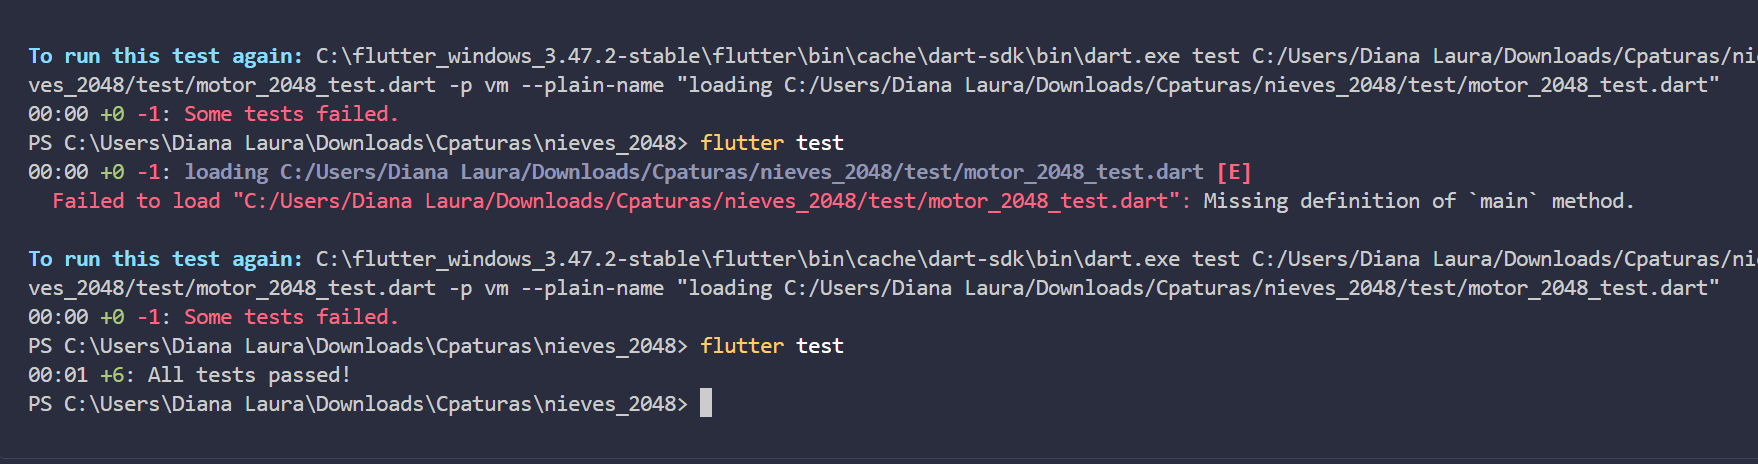 To run this test again: C:\flutter_windows_3.47.2-stable\flutter\bin\cache\dart-sdk\bin\dart.exe test C:/Users/Diana Laura/Downloads/Cpaturas/nie
ves_2048/test/motor_2048_test.dart -p vm --plain-name "loading C:/Users/Diana Laura/Downloads/Cpaturas/nieves_2048/test/motor_2048_test.dart"
00:00 +0 -1: Some tests failed.
PS C:\Users\Diana Laura\Downloads\Cpaturas\nieves_2048> flutter test
00:00 +0 -1: loading C:/Users/Diana Laura/Downloads/Cpaturas/nieves_2048/test/motor_2048_test.dart [E]
  Failed to load "C:/Users/Diana Laura/Downloads/Cpaturas/nieves_2048/test/motor_2048_test.dart": Missing definition of `main` method.

To run this test again: C:\flutter_windows_3.47.2-stable\flutter\bin\cache\dart-sdk\bin\dart.exe test C:/Users/Diana Laura/Downloads/Cpaturas/nie
ves_2048/test/motor_2048_test.dart -p vm --plain-name "loading C:/Users/Diana Laura/Downloads/Cpaturas/nieves_2048/test/motor_2048_test.dart"
00:00 +0 -1: Some tests failed.
PS C:\Users\Diana Laura\Downloads\Cpaturas\nieves_2048> flutter test
00:01 +6: All tests passed!
PS C:\Users\Diana Laura\Downloads\Cpaturas\nieves_2048>